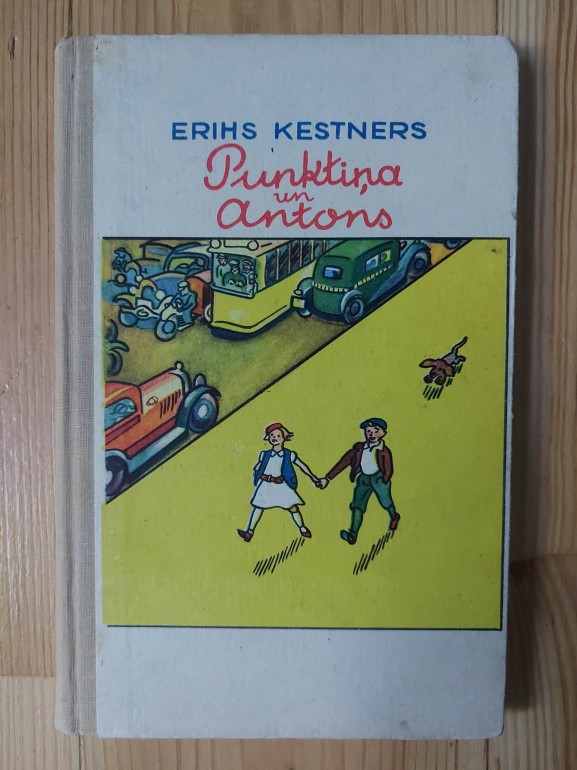 ERIHS KESTNERS
Punktiņa
un
Antons